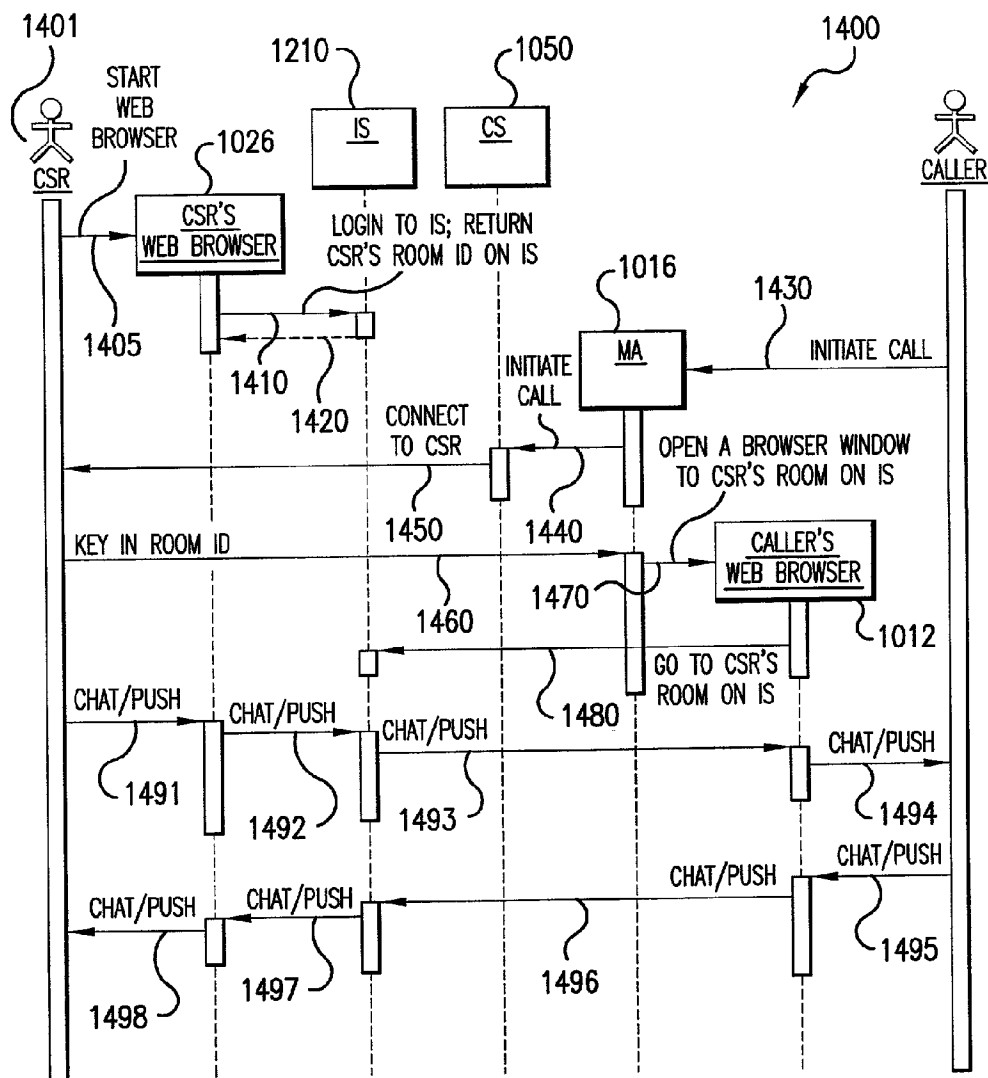 1401
START
WEB
BROWSER
1210
1050
1400
CSR
1026
IS
CS
CALLER
CSR'S
WEB BROWSER
LOGIN TO IS; RETURN
CSR'S ROOM ID ON IS
1016
1430
1405
1410
1420
MA
INITIATE CALL
INITIATE
CALL
CONNECT
TO CSR
OPEN A BROWSER WINDOW
TO CSR'S ROOM ON IS
1450
1440
KEY IN ROOM ID
CALLER'S
WEB BROWSER
1460
1470
1012
GO TO CSR'S
ROOM ON IS
1480
CHAT/PUSH
CHAT/PUSH
CHAT/PUSH
CHAT/PUSH
1491
1492
1493
1494
CHAT/PUSH
CHAT/PUSH
CHAT/PUSH
CHAT/PUSH
1495
1496
1497
1498